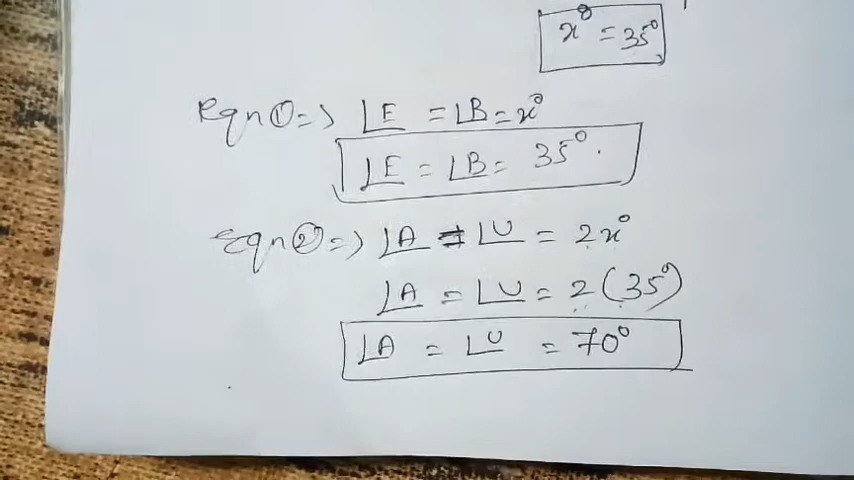 x° = 35°
Eqn ① => ∠E = ∠B = x°
∠E = ∠B = 35°.
Eqn ② => ∠A = ∠U = 2x°
∠A = ∠U = 2(35°)
∠A = ∠U = 70°